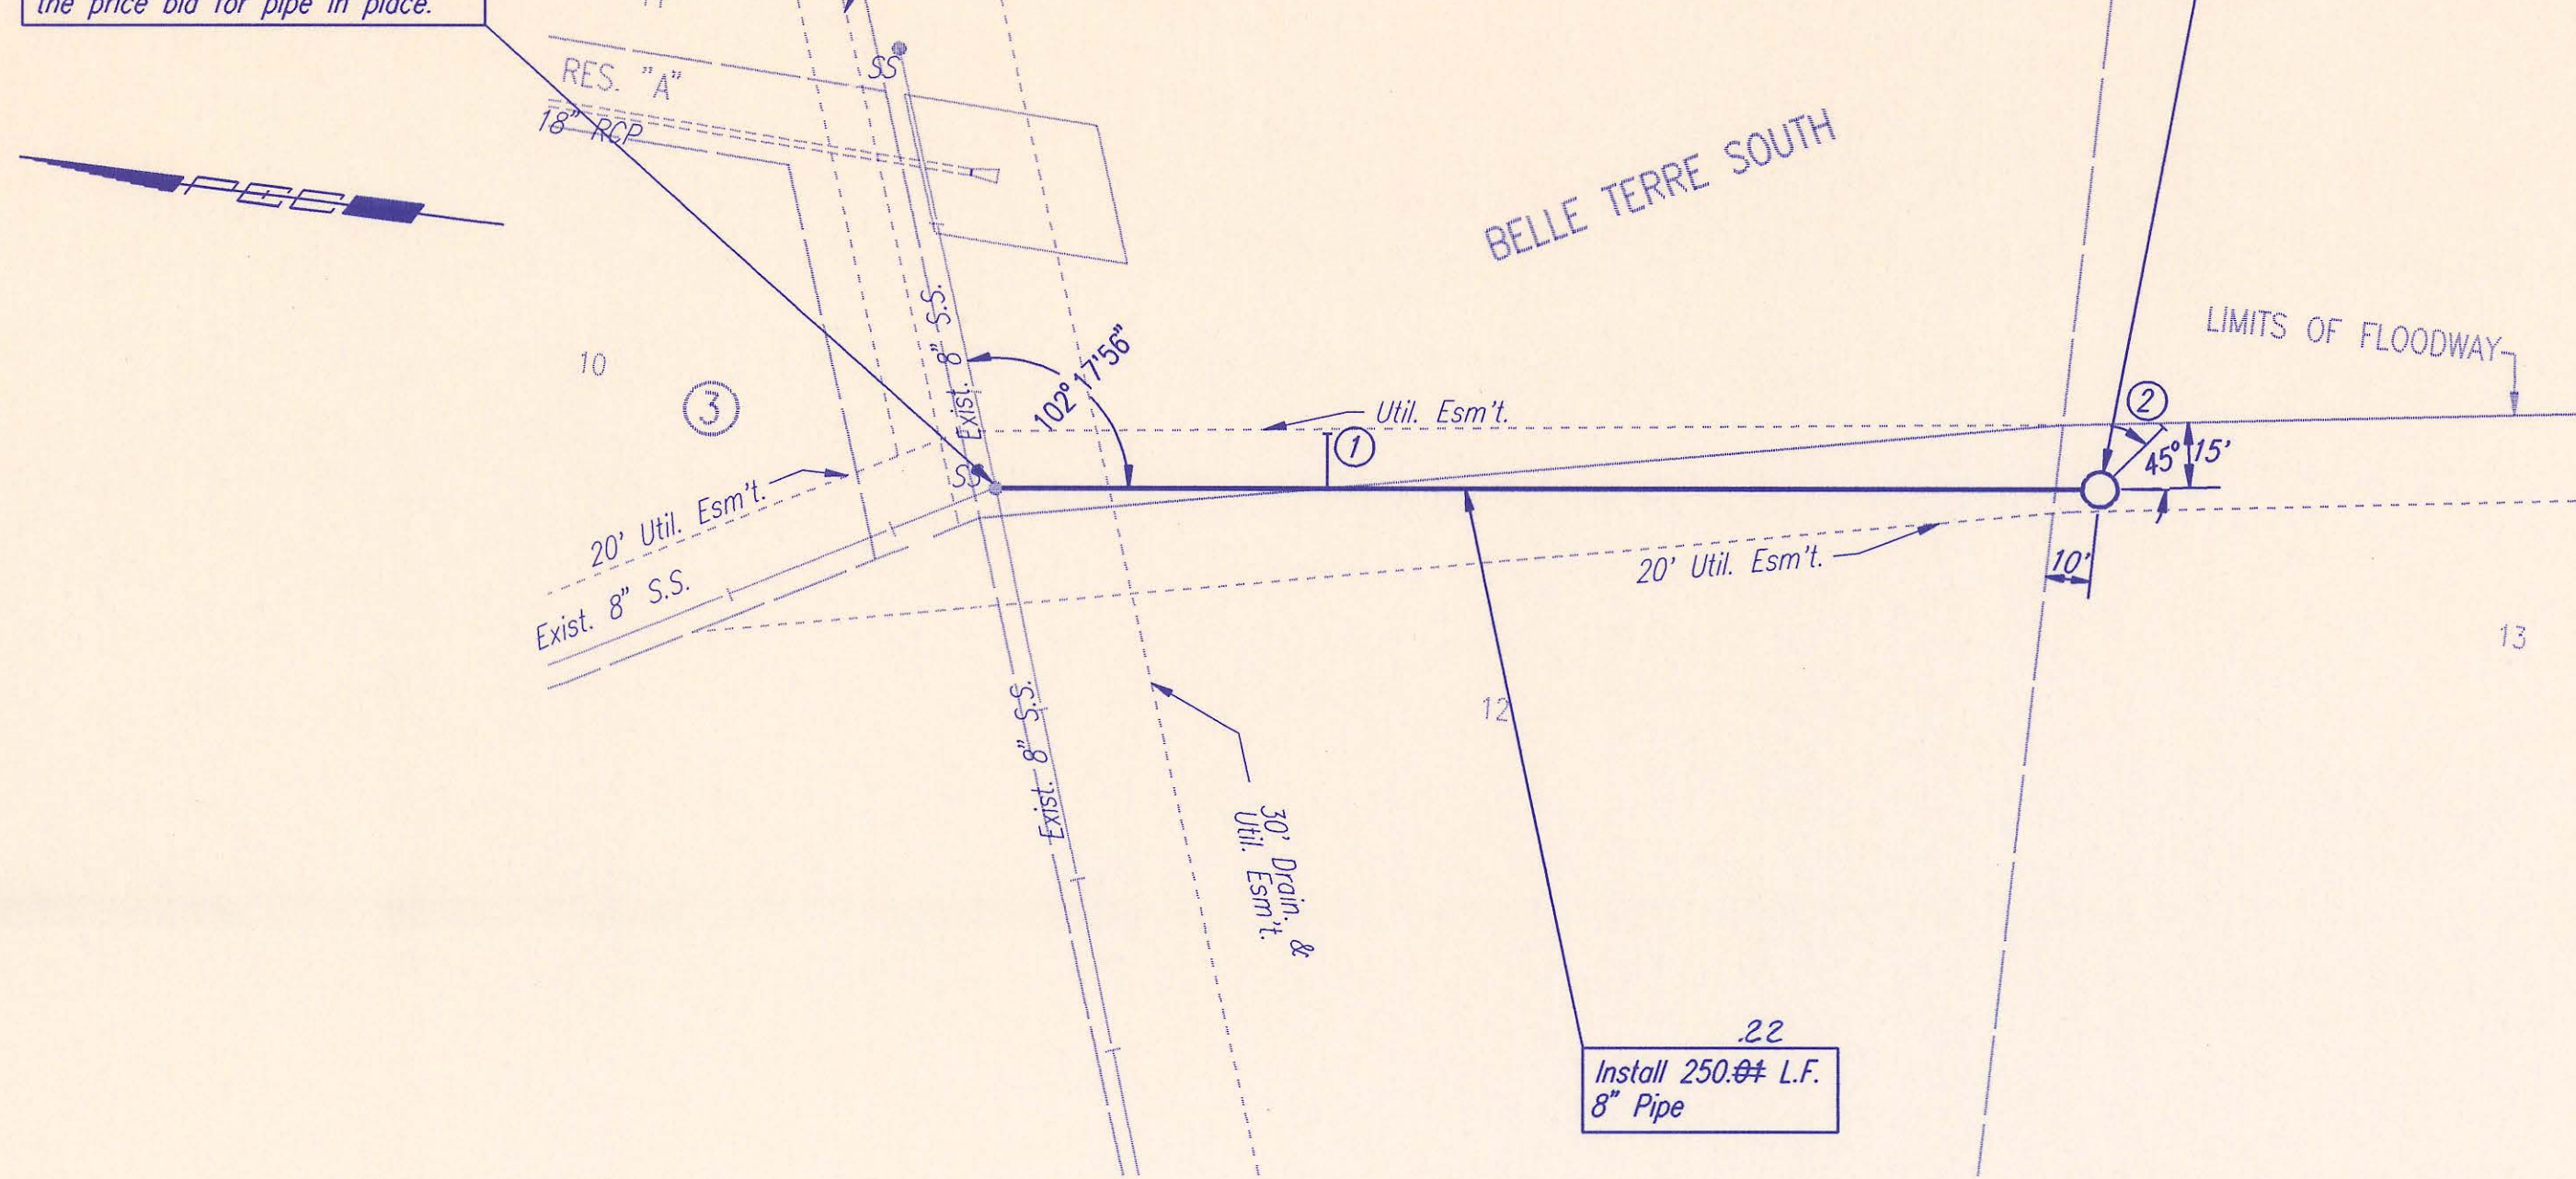 the price bid for pipe in place.
SS
RES. "A"
18" RCP
BELLE TERRE SOUTH
Exist. 8" S.S.
102°17'56"
LIMITS OF FLOODWAY
10
3
Util. Esm't.
1
2
45°
15'
SS
20' Util. Esm't.
20' Util. Esm't.
10'
Exist. 8" S.S.
13
Exist. 8" S.S.
12
30' Drain. &
Util. Esm't.
.22
Install 250.01 L.F.
8" Pipe